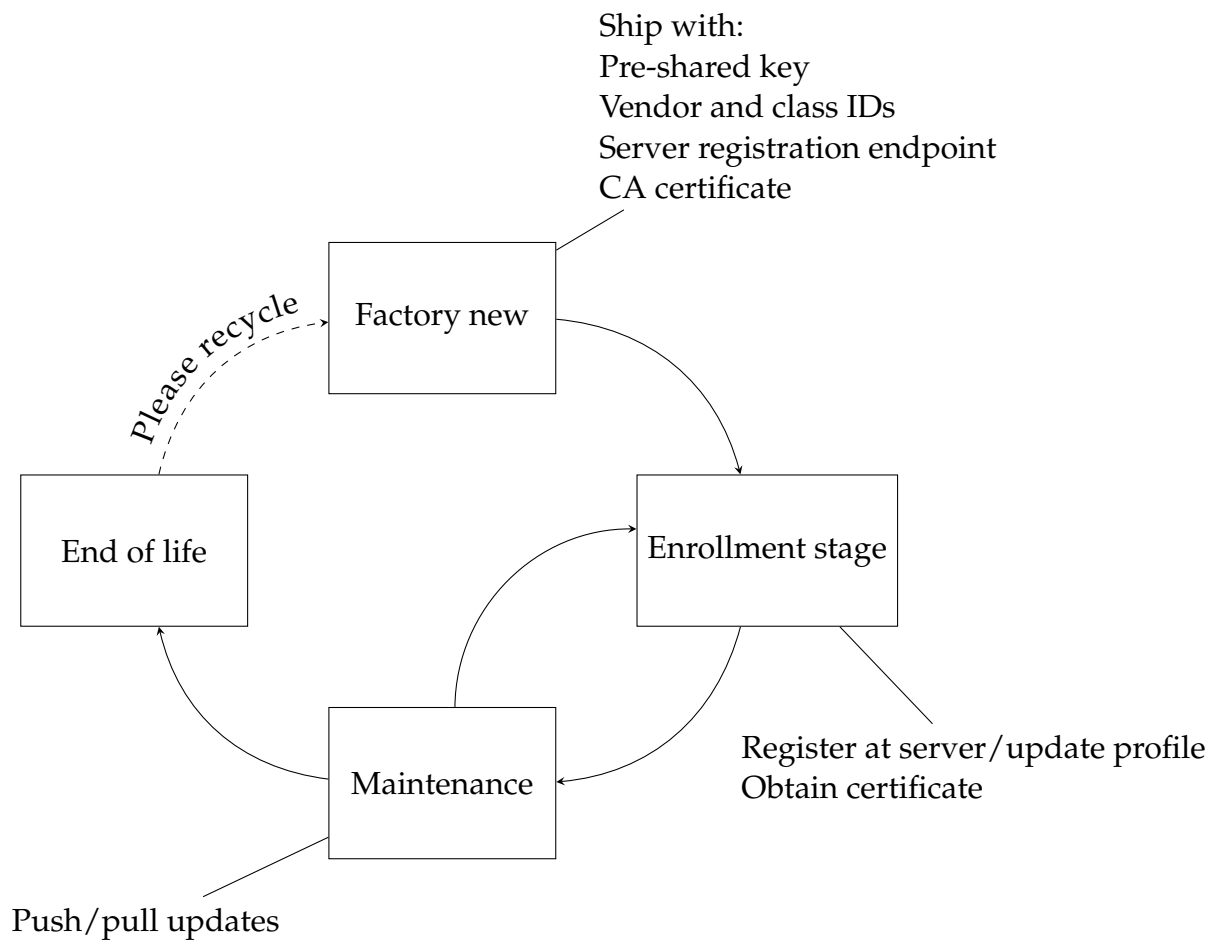 Ship with:
Pre-shared key
Vendor and class IDs
Server registration endpoint
CA certificate
Please recycle
Factory new
End of life
Enrollment stage
Maintenance
Register at server/update profile
Obtain certificate
Push/pull updates